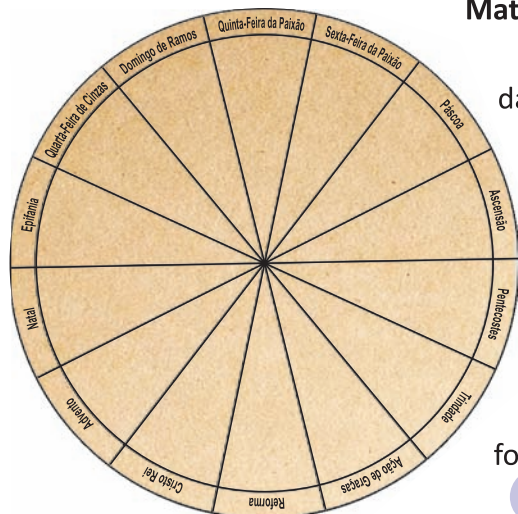 Mat
da
fo
Quinta-Feira da Paixão
Sexta-Feira da Paixão
Páscoa
Ascensão
Pentecostes
Trindade
Ação de Graças
Reforma
Cristo Rei
Advento
Natal
Epifania
Quarta-Feira de Cinzas
Domingo de Ramos